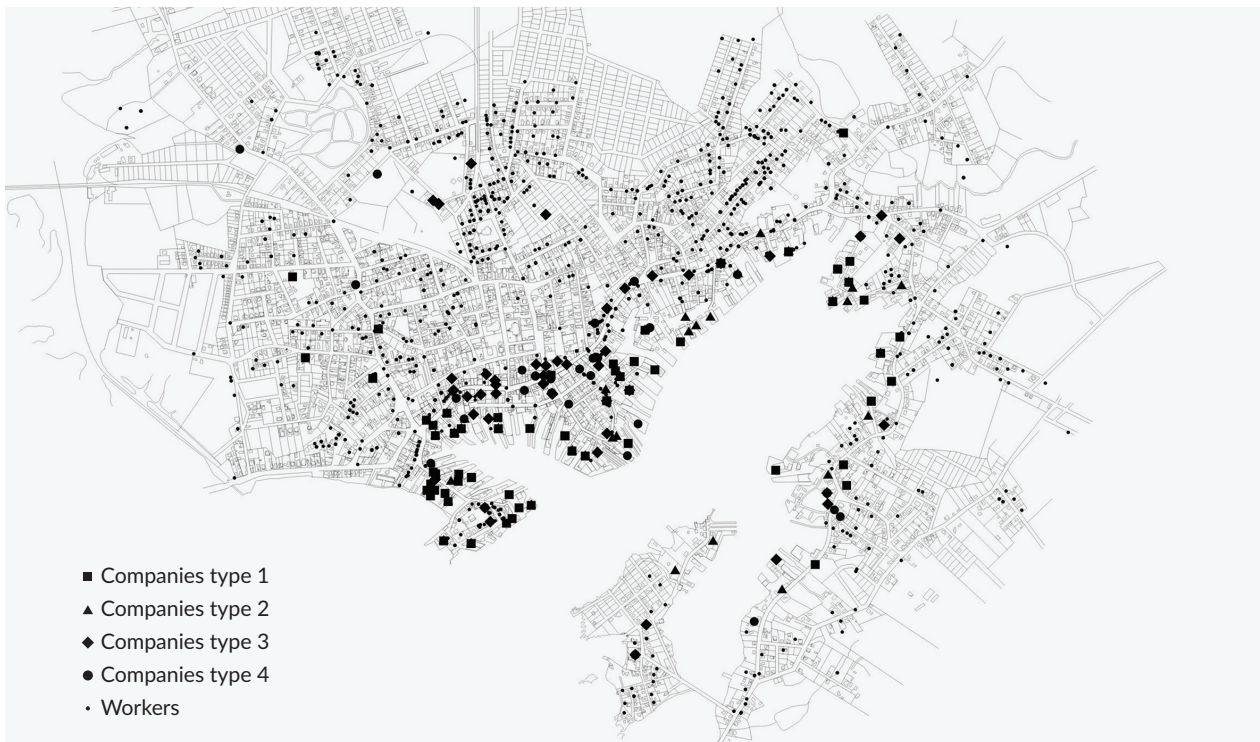 Companies type 1
Companies type 2
Companies type 3
Companies type 4
Workers